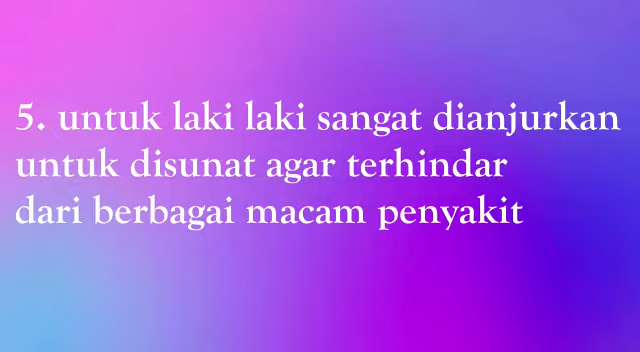 5. untuk laki laki sangat dianjurkan
untuk disunat agar terhindar
dari berbagai macam penyakit